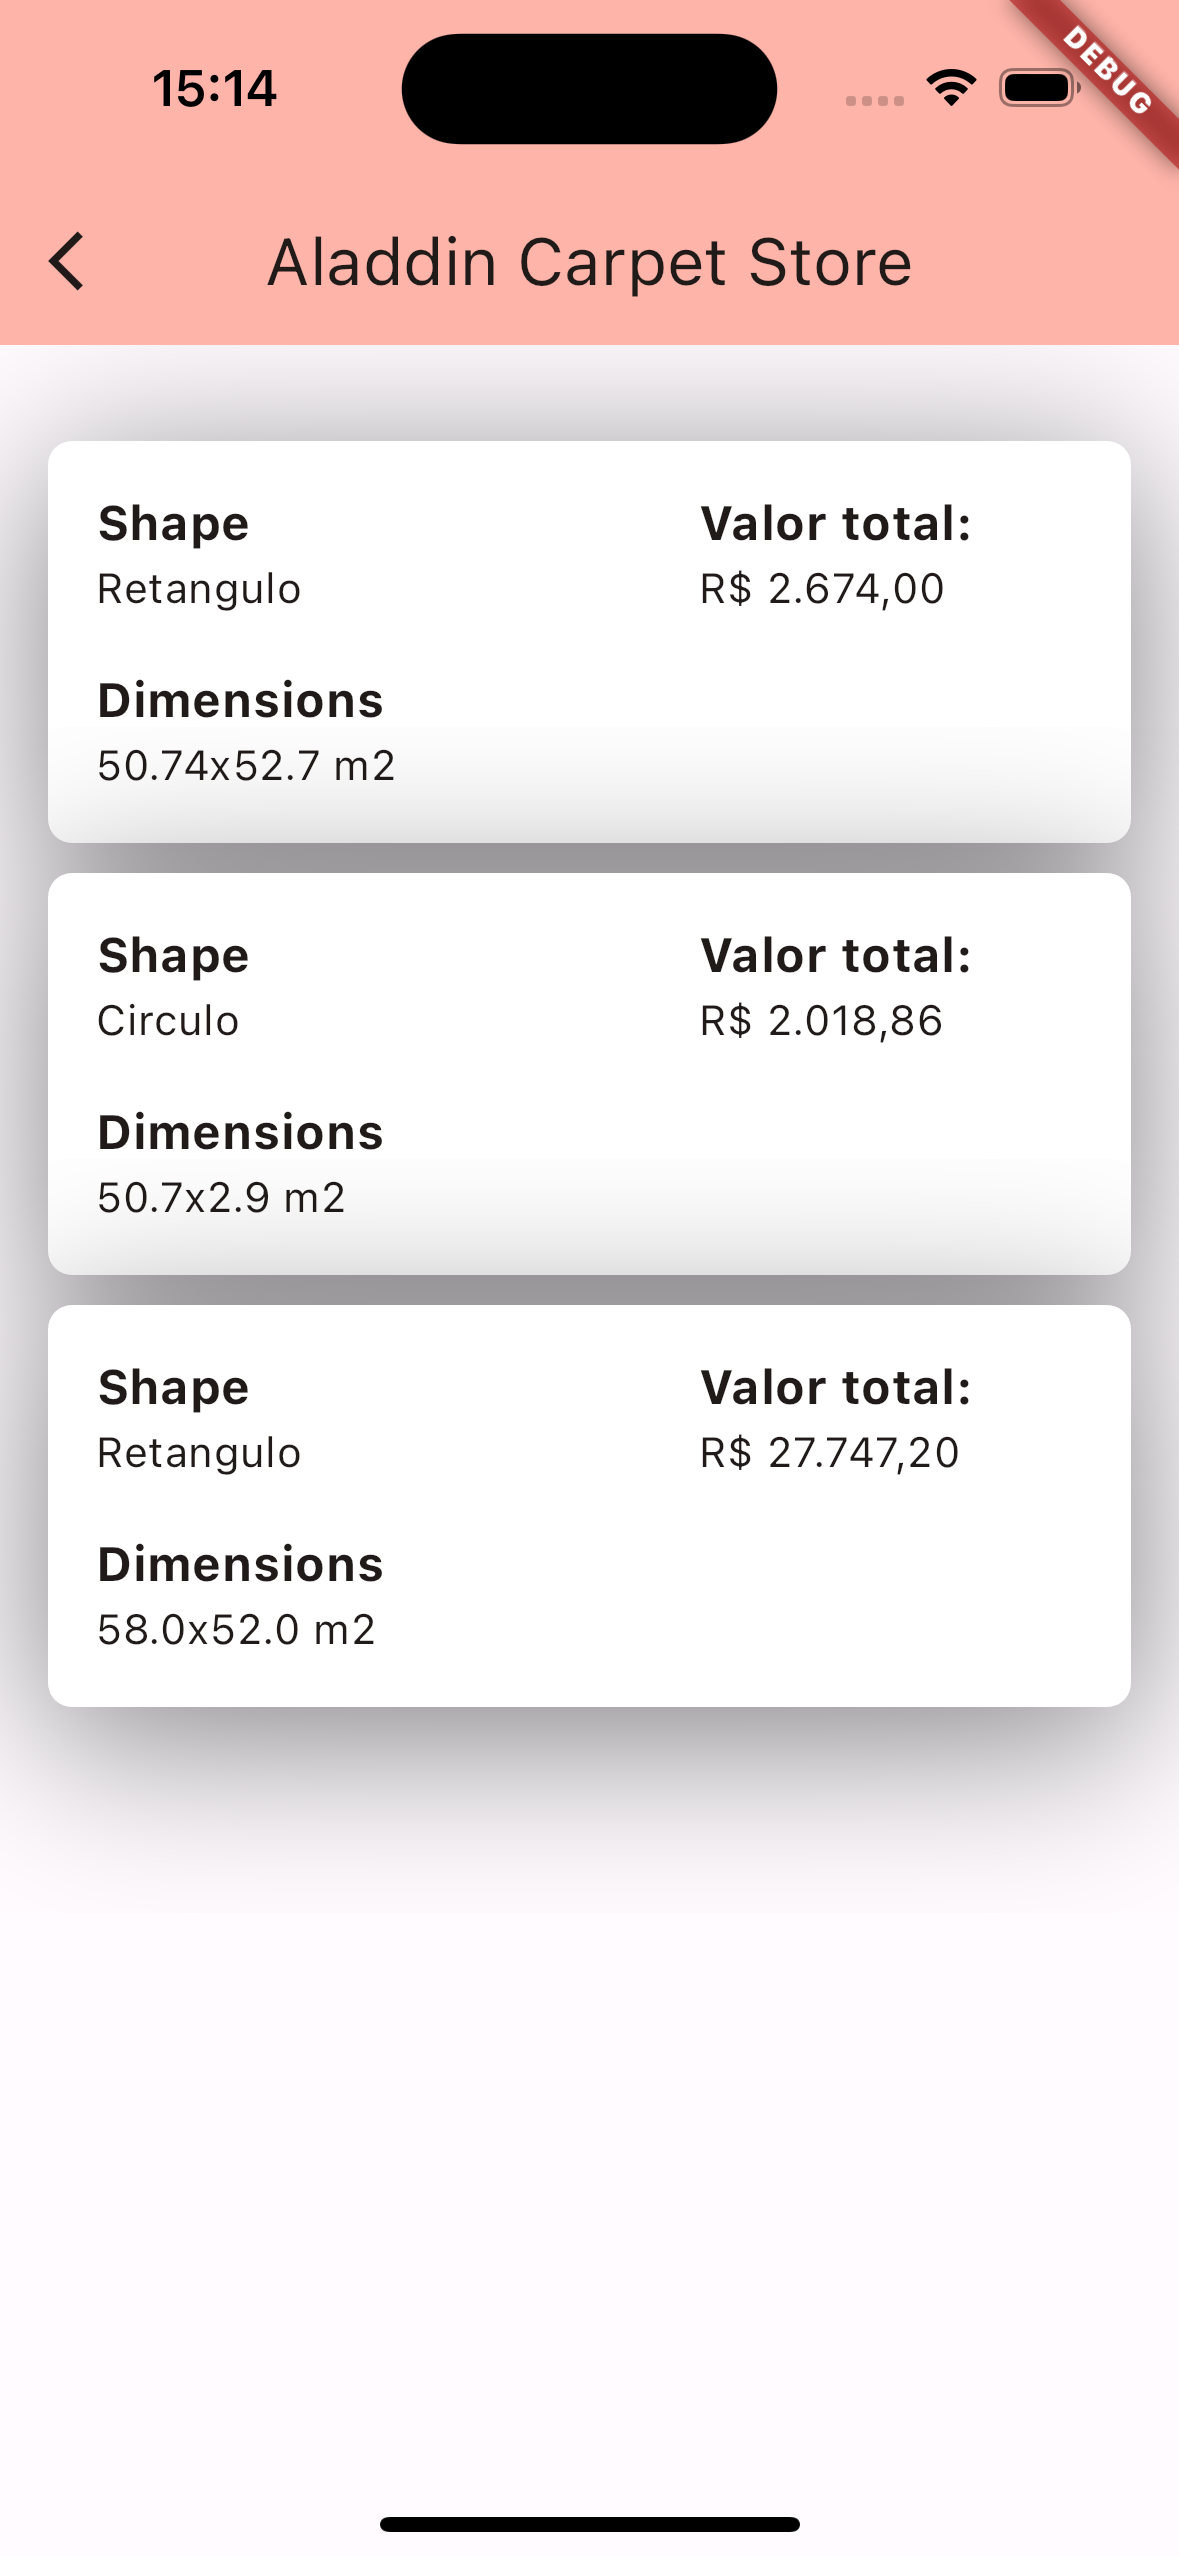 15:14
DEBUG
Aladdin Carpet Store
Shape
Valor total:
Retangulo
R$ 2.674,00
Dimensions
50.74x52.7 m2
Shape
Valor total:
Circulo
R$ 2.018,86
Dimensions
50.7x2.9 m2
Shape
Valor total:
Retangulo
R$ 27.747,20
Dimensions
58.0x52.0 m2